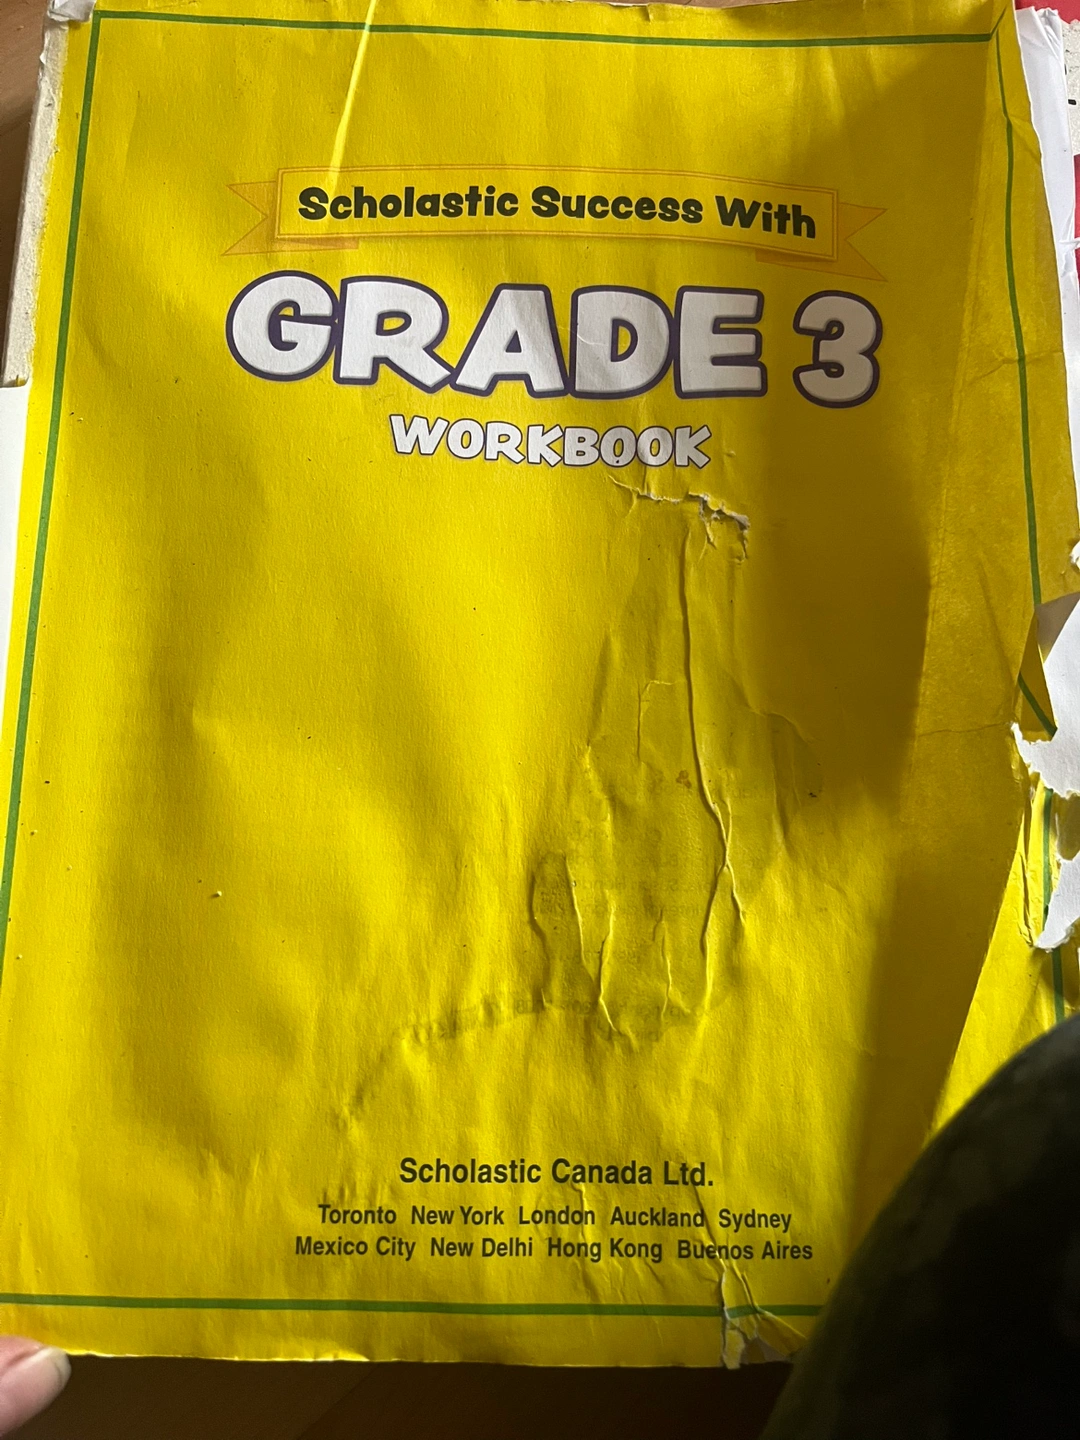 Scholastic Success With
GRADE 3
WORKBOOK
Scholastic Canada Ltd.
Toronto New York London Auckland Sydney
Mexico City New Delhi Hong Kong Buenos Aires